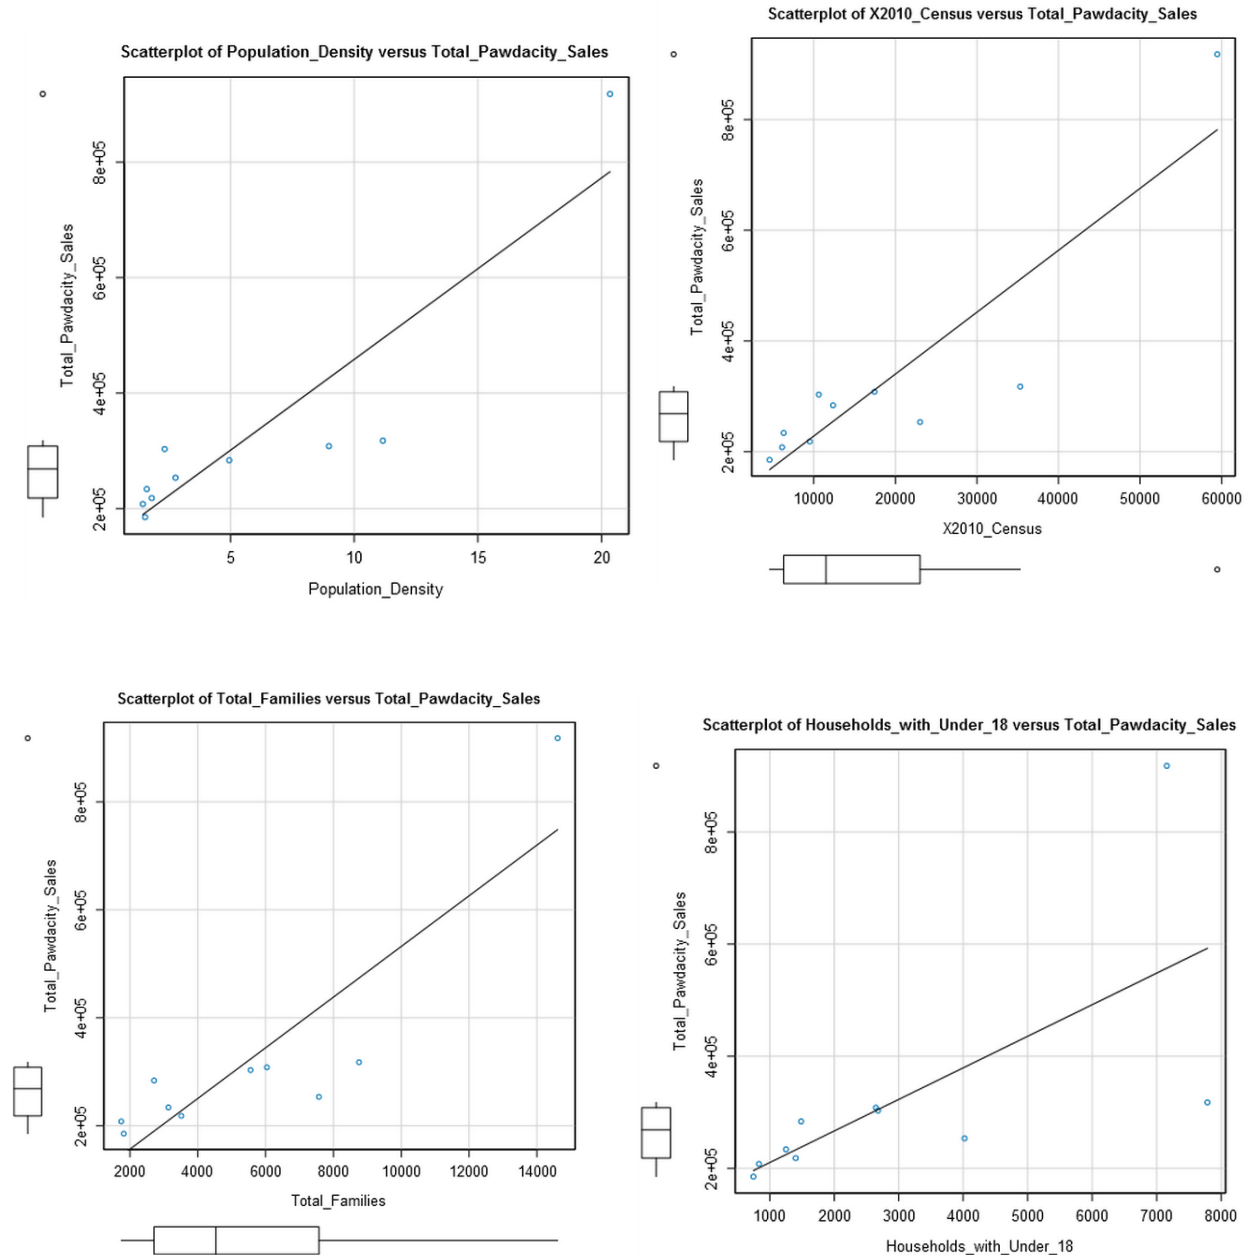 Scatterplot of Population_Density versus Total_Pawdacity_Sales
Total_Pawdacity_Sales
8e+05
6e+05
4e+05
2e+05
5 10 15 20
Population_Density
Scatterplot of X2010_Census versus Total_Pawdacity_Sales
Total_Pawdacity_Sales
8e+05
6e+05
4e+05
2e+05
10000 20000 30000 40000 50000 60000
X2010_Census
Scatterplot of Total_Families versus Total_Pawdacity_Sales
Total_Pawdacity_Sales
8e+05
6e+05
4e+05
2e+05
2000 4000 6000 8000 10000 12000 14000
Total_Families
Scatterplot of Households_with_Under_18 versus Total_Pawdacity_Sales
Total_Pawdacity_Sales
8e+05
6e+05
4e+05
2e+05
1000 2000 3000 4000 5000 6000 7000 8000
Households_with_Under_18